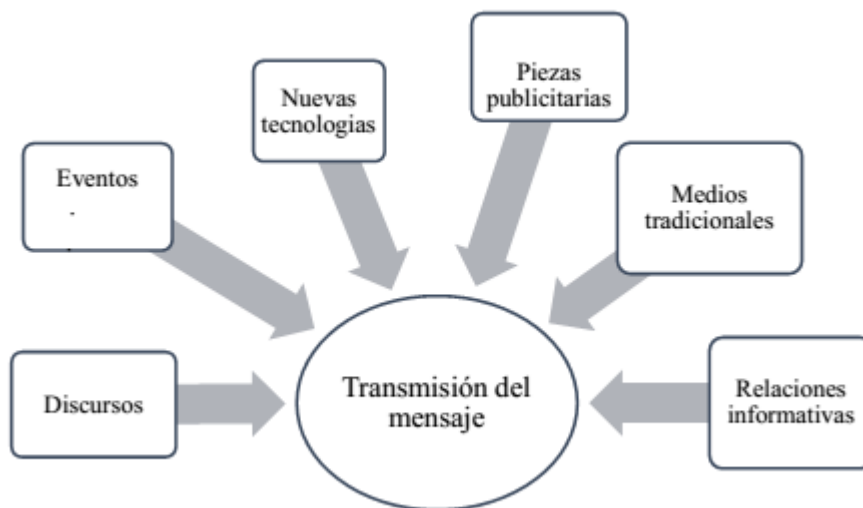 Piezas
publicitarias
Nuevas
tecnologias
Eventos
Medios
tradicionales
Discursos
Transmisión del
mensaje
Relaciones
informativas